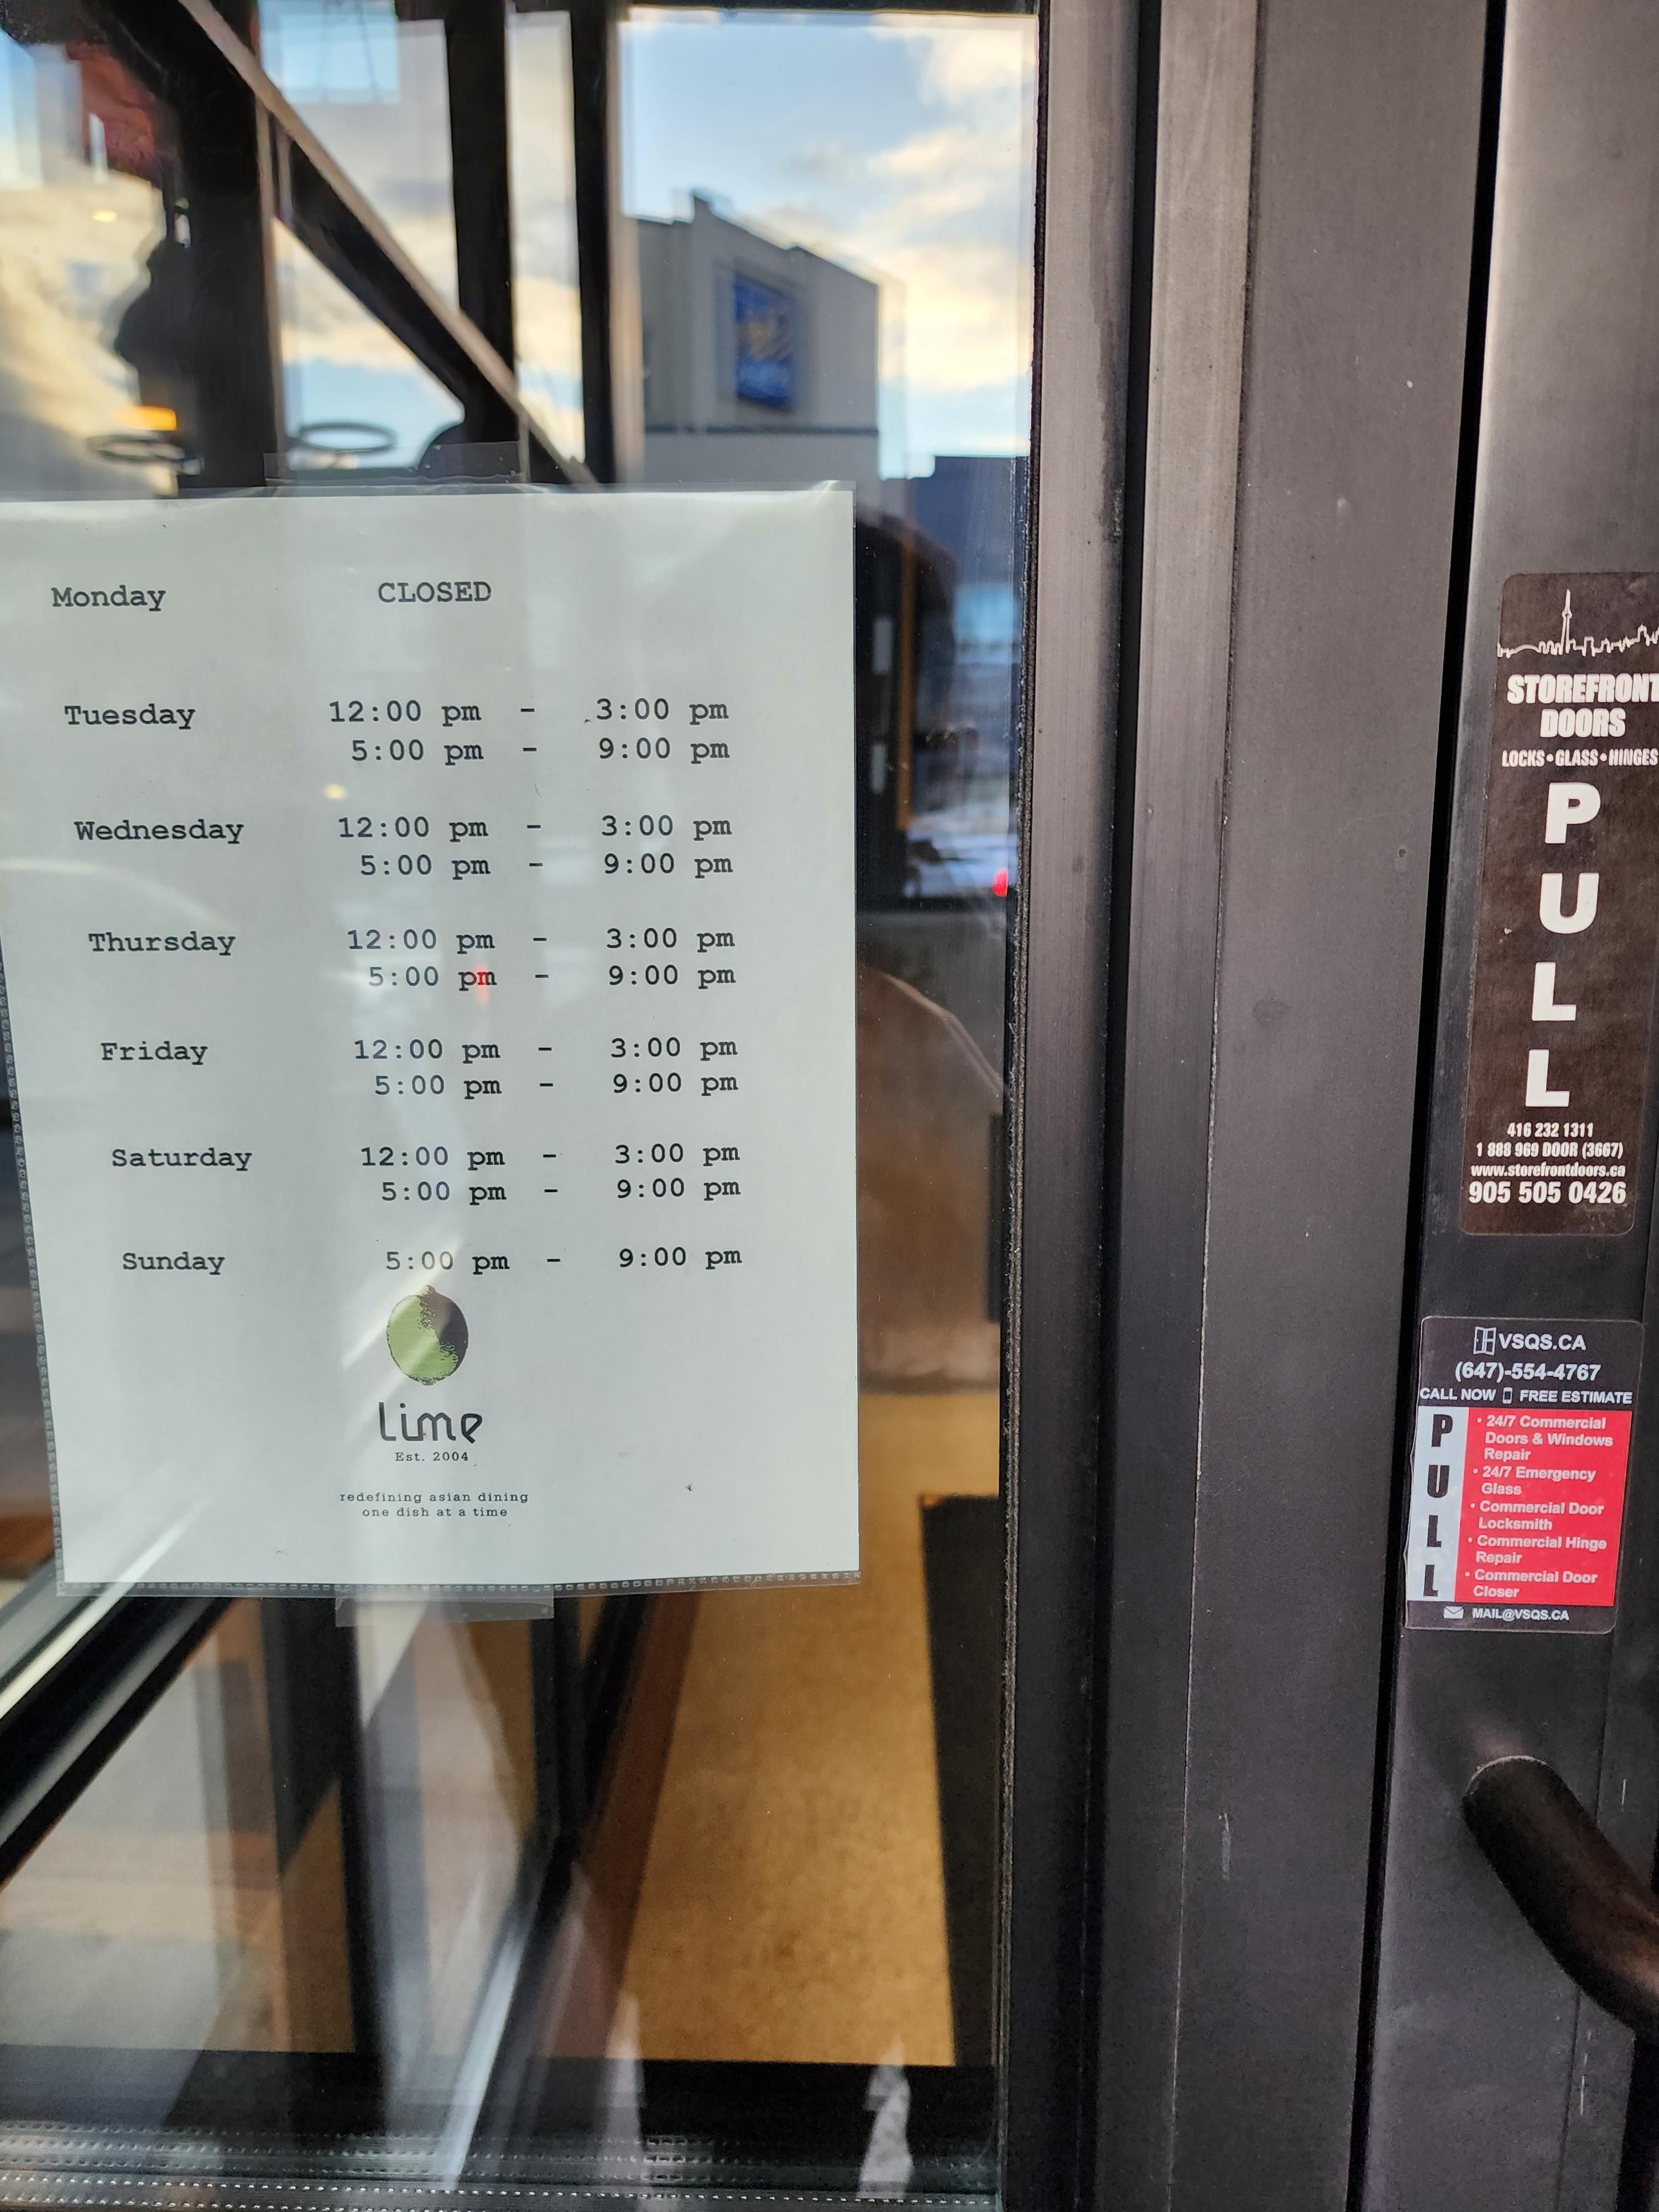 Monday CLOSED
Tuesday 12:00 pm - 3:00 pm
5:00 pm - 9:00 pm
Wednesday 12:00 pm - 3:00 pm
5:00 pm - 9:00 pm
Thursday 12:00 pm - 3:00 pm
5:00 pm - 9:00 pm
Friday 12:00 pm - 3:00 pm
5:00 pm - 9:00 pm
Saturday 12:00 pm - 3:00 pm
5:00 pm - 9:00 pm
Sunday 5:00 pm - 9:00 pm
Lime
Est. 2004
redefining asian dining
one dish at a time
STOREFRONT
DOORS
LOCKS • GLASS • HINGES
P
U
L
L
416 232 1311
1 888 969 DOOR (3667)
www.storefrontdoors.ca
905 505 0426
VSQS.CA
(647)-554-4767
CALL NOW FREE ESTIMATE
P
U
L
L
• 24/7 Commercial
Doors & Windows
Repair
• 24/7 Emergency
Glass
• Commercial Door
Locksmith
• Commercial Hinge
Repair
• Commercial Door
Closer
MAIL@VSQS.CA